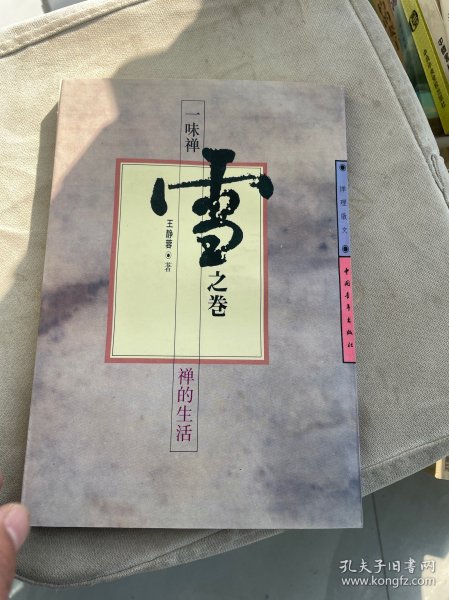 一味禅
雪
之卷
王静蓉◉著
禅的生活
禅理散文
中国青年出版社
孔夫子旧书网
www.kongfz.com